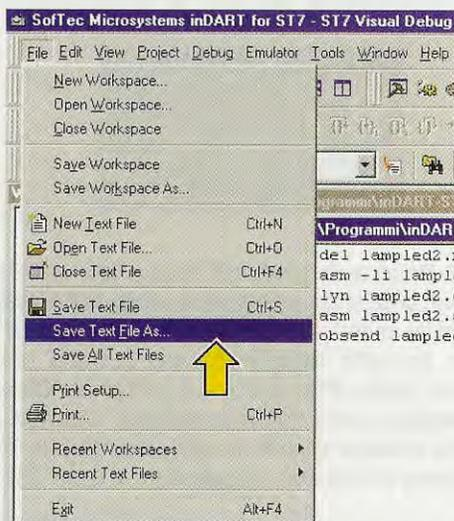 SofTec Microsystems inDART for ST7 - ST7 Visual Debug
File Edit View Project Debug Emulator Tools Window Help
New Workspace...
Open Workspace...
Close Workspace
Save Workspace
Save Workspace As...
New Text File Ctrl+N
Open Text File... Ctrl+O
Close Text File Ctrl+F4
Save Text File Ctrl+S
Save Text File As...
Save All Text Files
Print Setup...
Print... Ctrl+P
Recent Workspaces
Recent Text Files
Exit Alt+F4
\Programmi\inDAR
del lampled2.
asm -li lampl
lyn lampled2.
asm lampled2.
obsend lampled